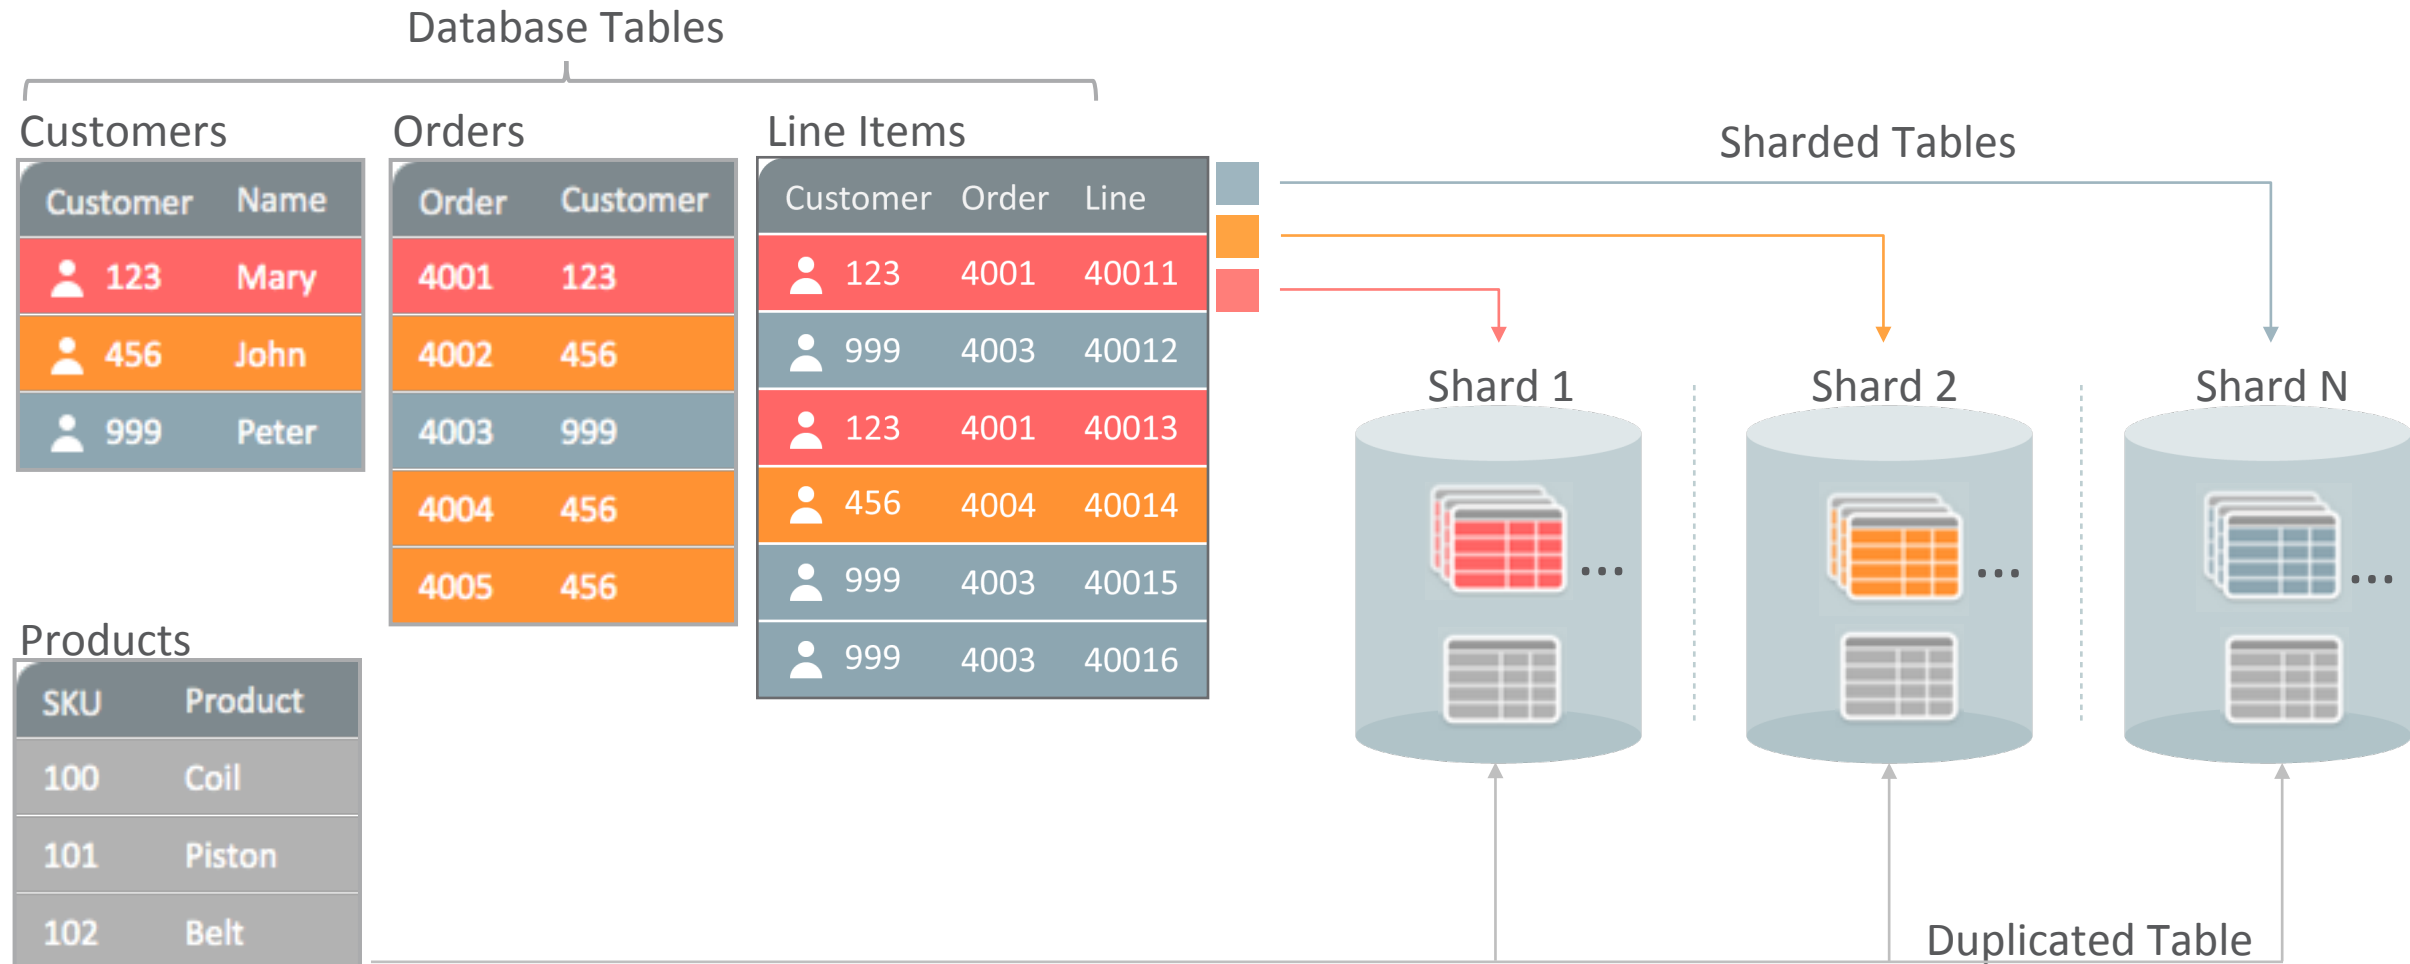 Database Tables
Customers
Customer Name
123 Mary
456 John
999 Peter
Orders
Order Customer
4001 123
4002 456
4003 999
4004 456
4005 456
Line Items
Customer Order Line
123 4001 40011
999 4003 40012
123 4001 40013
456 4004 40014
999 4003 40015
999 4003 40016
Products
SKU Product
100 Coil
101 Piston
102 Belt
Sharded Tables
Shard 1
Shard 2
Shard N
...
...
...
Duplicated Table